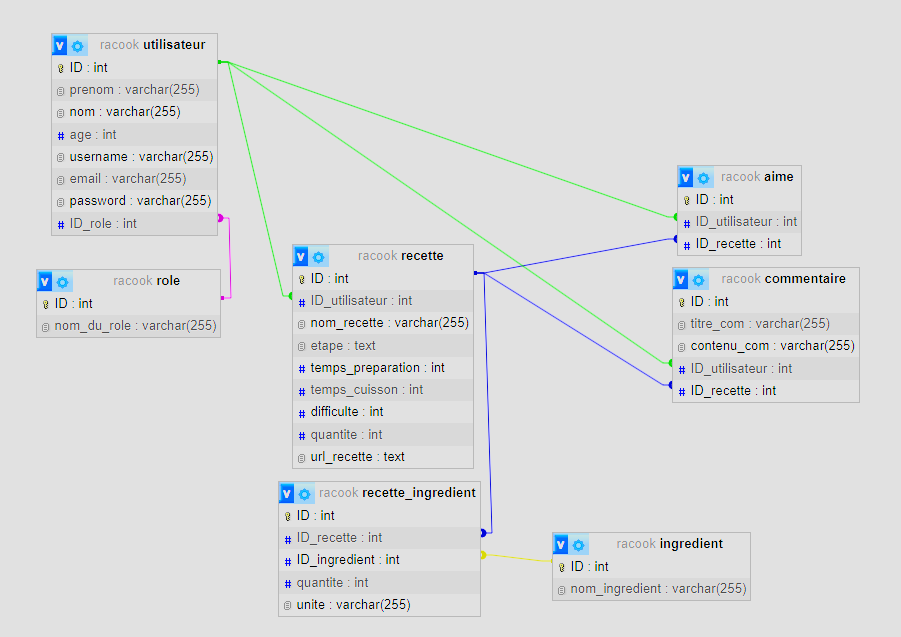 racook utilisateur
ID : int
prenom : varchar(255)
nom : varchar(255)
age : int
username : varchar(255)
email : varchar(255)
password : varchar(255)
ID_role : int
racook role
ID : int
nom_du_role : varchar(255)
racook recette
ID : int
ID_utilisateur : int
nom_recette : varchar(255)
etape : text
temps_preparation : int
temps_cuisson : int
difficulte : int
quantite : int
url_recette : text
racook aime
ID : int
ID_utilisateur : int
ID_recette : int
racook commentaire
ID : int
titre_com : varchar(255)
contenu_com : varchar(255)
ID_utilisateur : int
ID_recette : int
racook recette_ingredient
ID : int
ID_recette : int
ID_ingredient : int
quantite : int
unite : varchar(255)
racook ingredient
ID : int
nom_ingredient : varchar(255)